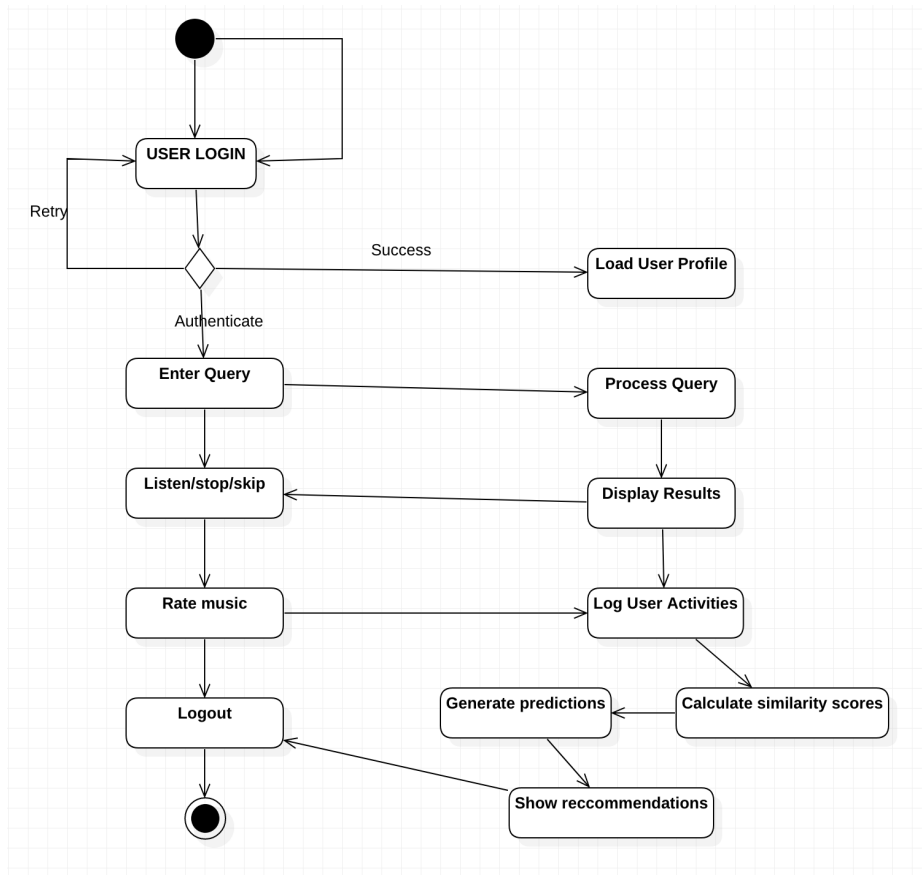 USER LOGIN
Retry
Success
Load User Profile
Authenticate
Enter Query
Process Query
Listen/stop/skip
Display Results
Rate music
Log User Activities
Logout
Generate predictions
Calculate similarity scores
Show reccommendations